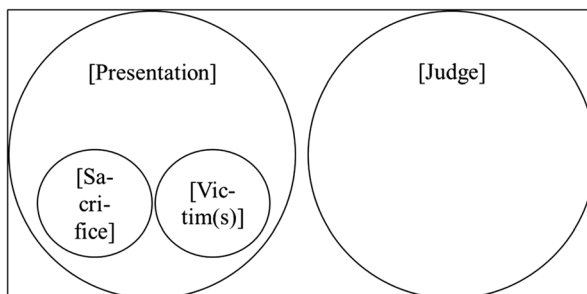 [Presentation]
[Judge]
[Sa-
cri-
fice]
[Vic-
tim(s)]